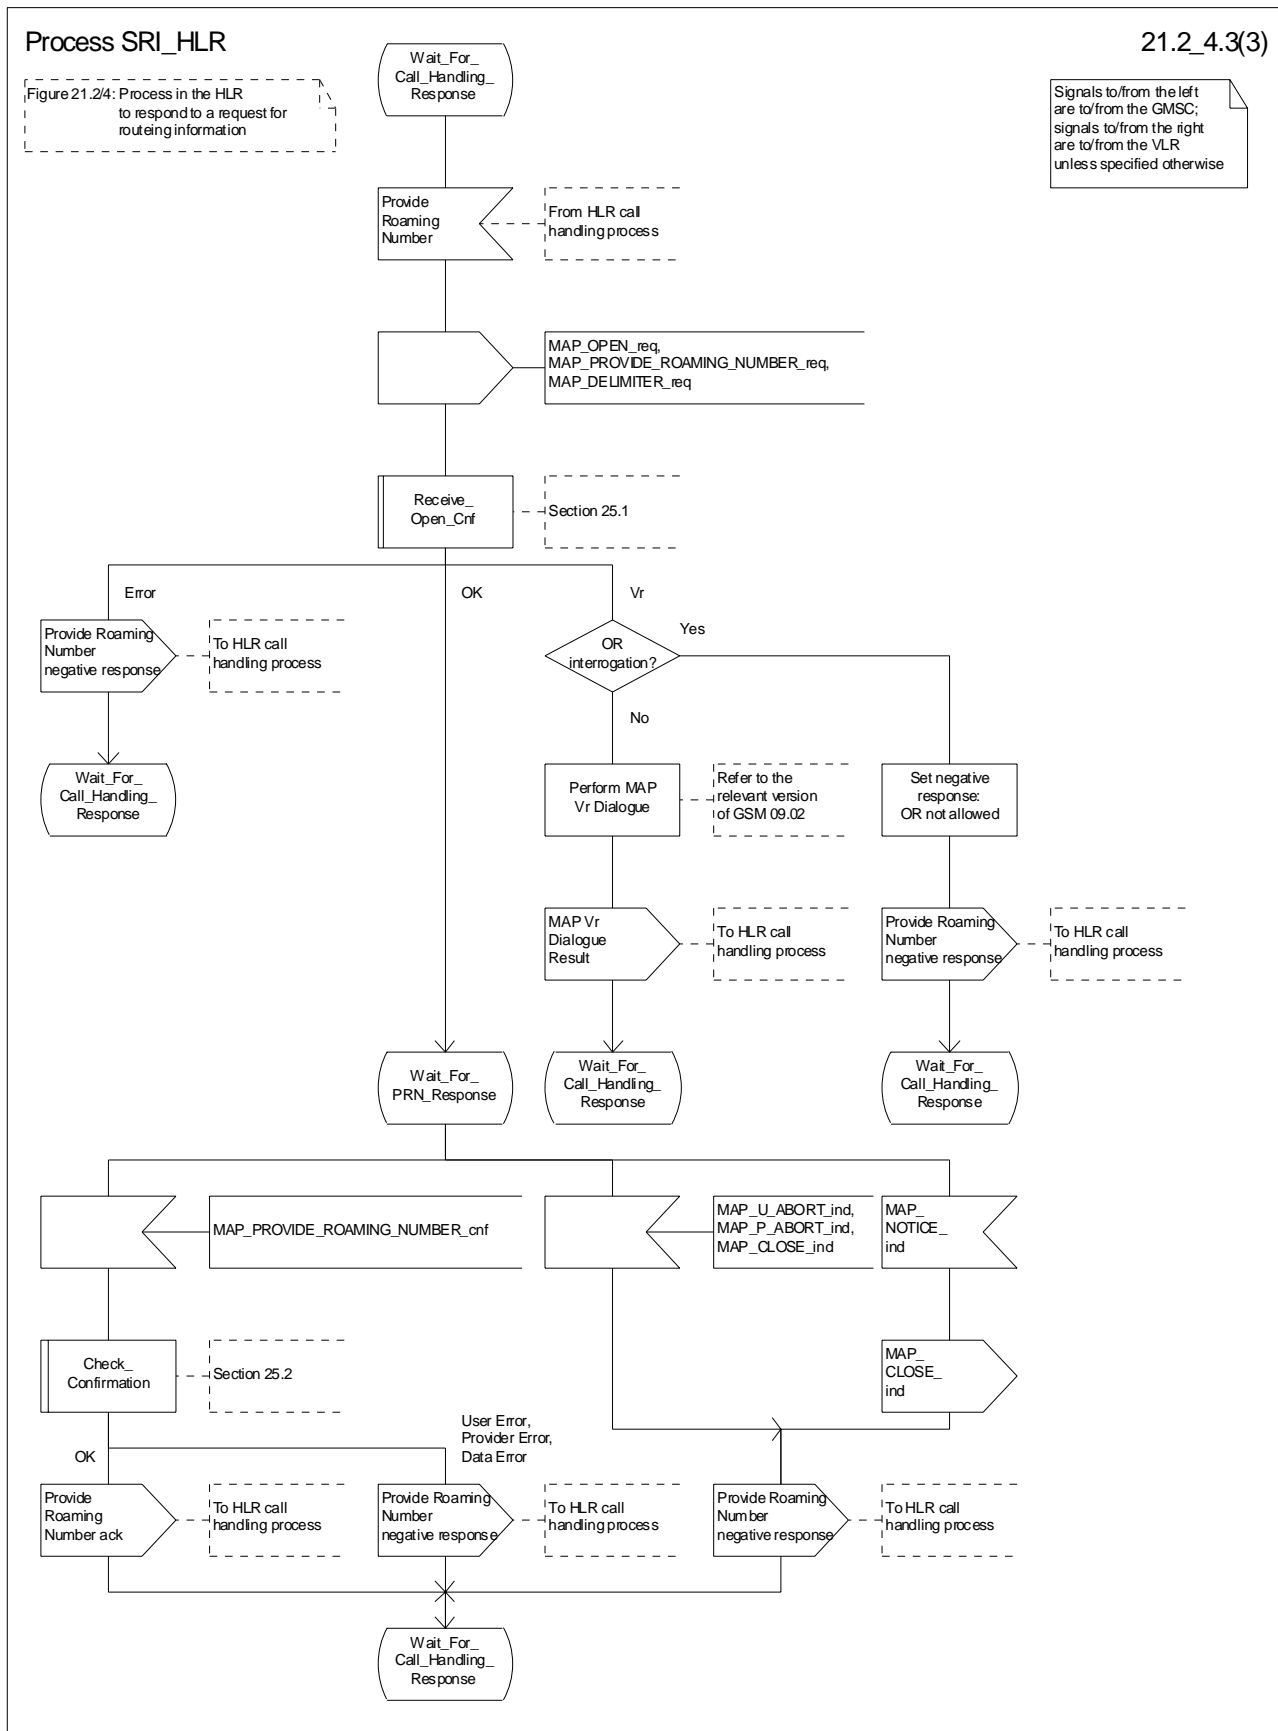 Process SRI_HLR
21.2_4.3(3)
Figure 21.2/4: Process in the HLR
to respond to a request for
routeing information
Signals to/from the left
are to/from the GMSC;
signals to/from the right
are to/from the VLR
unless specified otherwise
Wait_For_
Call_Handling_
Response
Provide
Roaming
Number
From HLR call
handling process
MAP_OPEN_req,
MAP_PROVIDE_ROAMING_NUMBER_req,
MAP_DELIMITER_req
Receive_
Open_Cnf
Section 25.1
Error
OK
Vr
Provide Roaming
Number
negative response
To HLR call
handling process
OR
interrogation?
Yes
No
Wait_For_
Call_Handling_
Response
Perform MAP
Vr Dialogue
Refer to the
relevant version
of GSM 09.02
Set negative
response:
OR not allowed
MAP Vr
Dialogue
Result
To HLR call
handling process
Provide Roaming
Number
negative response
To HLR call
handling process
Wait_For_
PRN_Response
Wait_For_
Call_Handling_
Response
Wait_For_
Call_Handling_
Response
MAP_PROVIDE_ROAMING_NUMBER_cnf
MAP_U_ABORT_ind,
MAP_P_ABORT_ind,
MAP_CLOSE_ind
MAP_
NOTICE_
ind
Check_
Confirmation
Section 25.2
MAP_
CLOSE_
ind
OK
User Error,
Provider Error,
Data Error
Provide
Roaming
Number ack
To HLR call
handling process
Provide Roaming
Number
negative response
To HLR call
handling process
Provide Roaming
Number
negative response
To HLR call
handling process
Wait_For_
Call_Handling_
Response